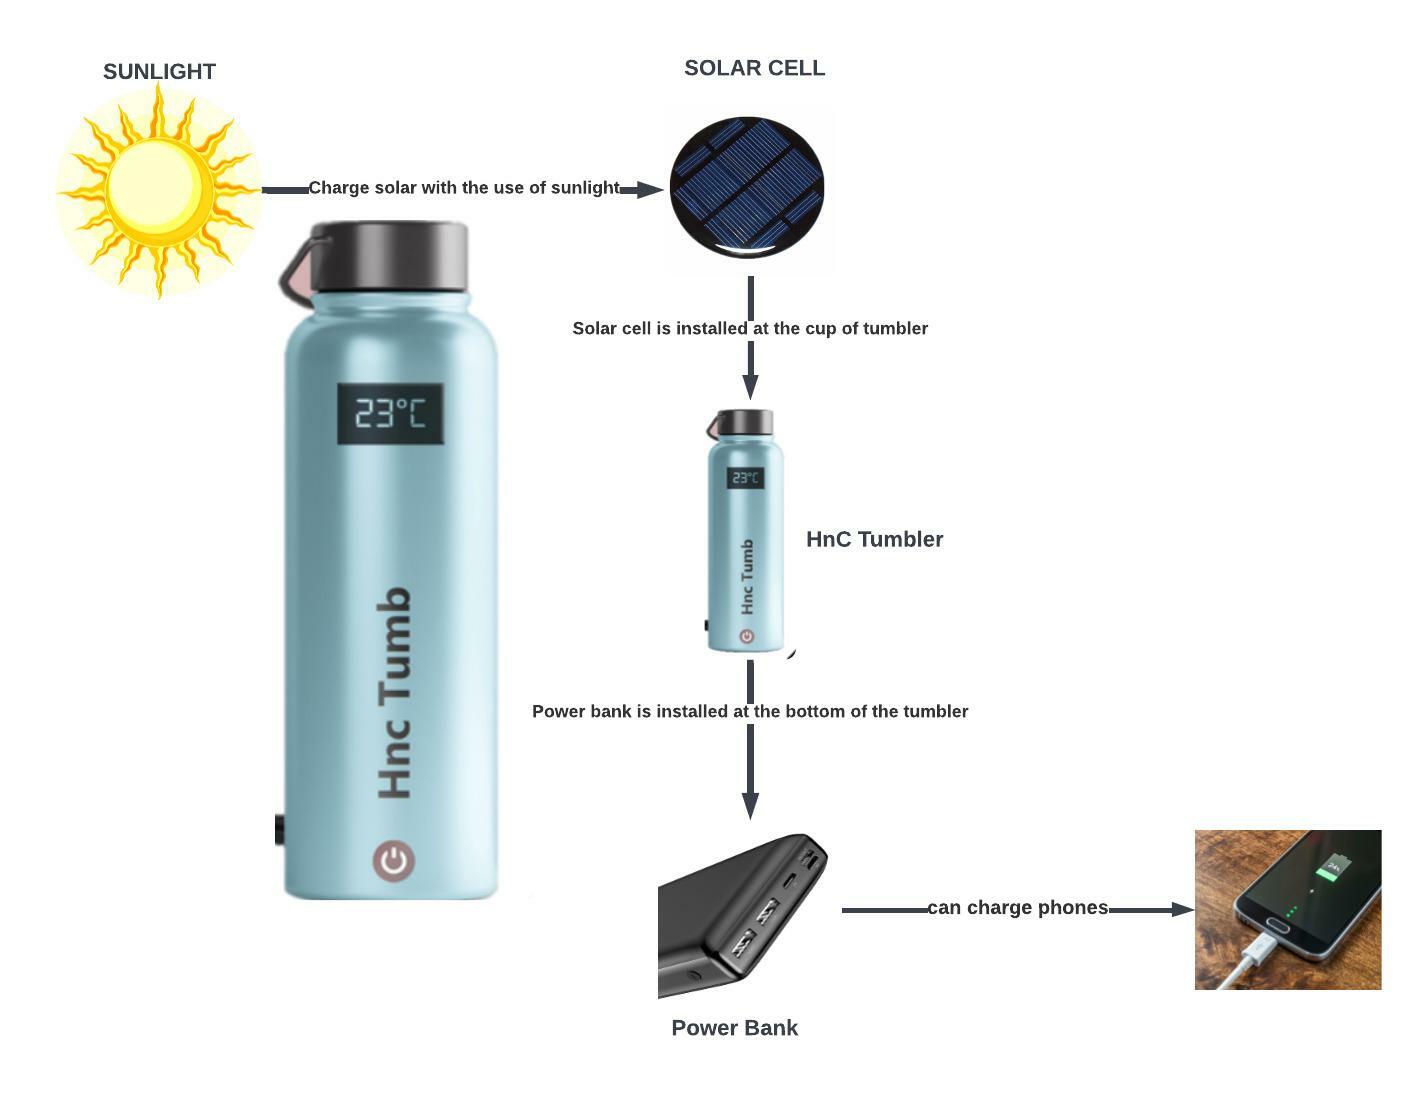 SUNLIGHT
SOLAR CELL
Charge solar with the use of sunlight
Solar cell is installed at the cup of tumbler
23°C
Hnc Tumb
23°C
Hnc Tumb
HnC Tumbler
Power bank is installed at the bottom of the tumbler
can charge phones
24%
Power Bank